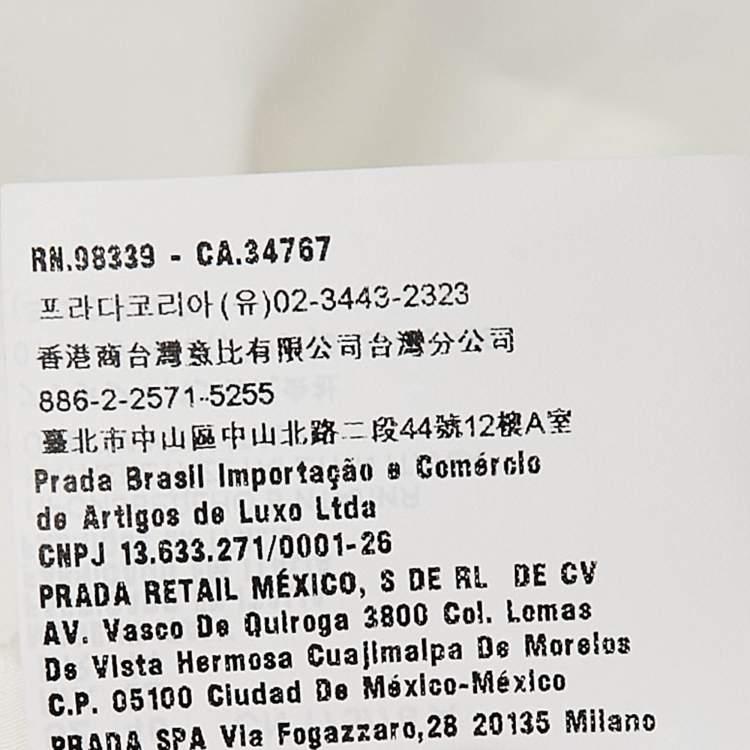 RN.98339 - CA.34767
프라다코리아(유)02-3443-2323
香港商台灣意比有限公司台灣分公司
886-2-2571-5255
臺北市中山區中山北路二段44號12樓A室
Prada Brasil Importação e Comércio
de Artigos de Luxo Ltda
CNPJ 13.633.271/0001-26
PRADA RETAIL MÉXICO, S DE RL DE CV
AV. Vasco De Quiroga 3800 Col. Lomas
De Vista Hermosa Cuajimalpa De Morelos
C.P. 05100 Ciudad De México-México
PRADA SPA Via Fogazzaro,28 20135 Milano